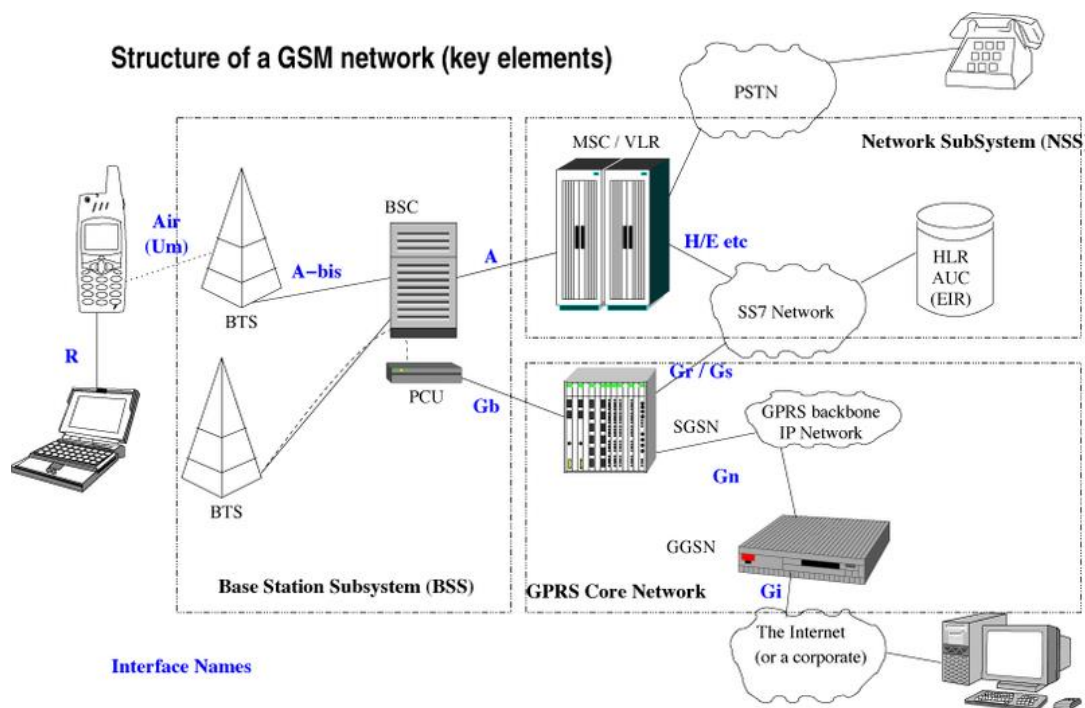 Structure of a GSM network (key elements)
PSTN
MSC / VLR
Network SubSystem (NSS
BSC
Air
(Um)
A
H/E etc
HLR
AUC
(EIR)
A−bis
BTS
SS7 Network
R
Gr / Gs
PCU
Gb
SGSN
GPRS backbone
IP Network
Gn
BTS
GGSN
Base Station Subsystem (BSS)
GPRS Core Network
Gi
The Internet
(or a corporate)
Interface Names